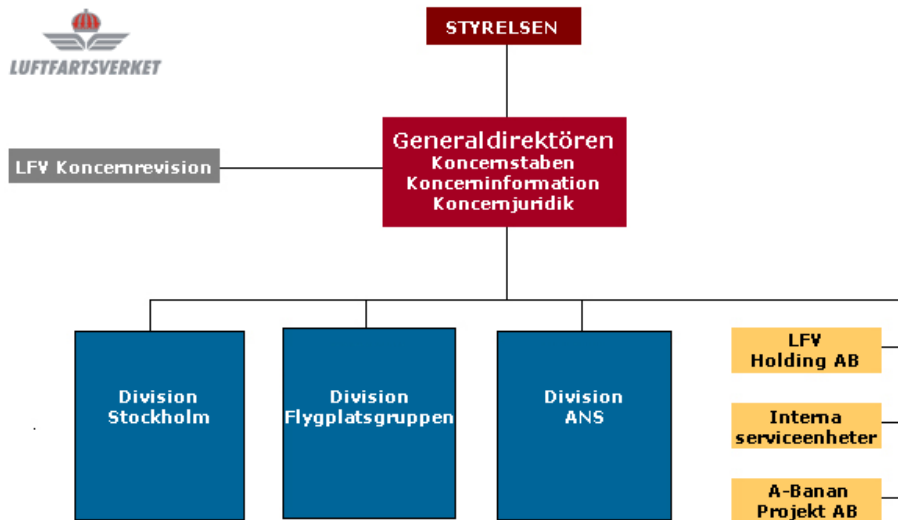 STYRELSEN
LUFTFARTSVERKET
Generaldirektören
Koncernstaben
Koncerninformation
Koncernjuridik
LFV Koncernrevision
Division
Stockholm
Division
Flygplatsgruppen
Division
ANS
LFV
Holding AB
Interna
serviceenheter
A-Banan
Projekt AB